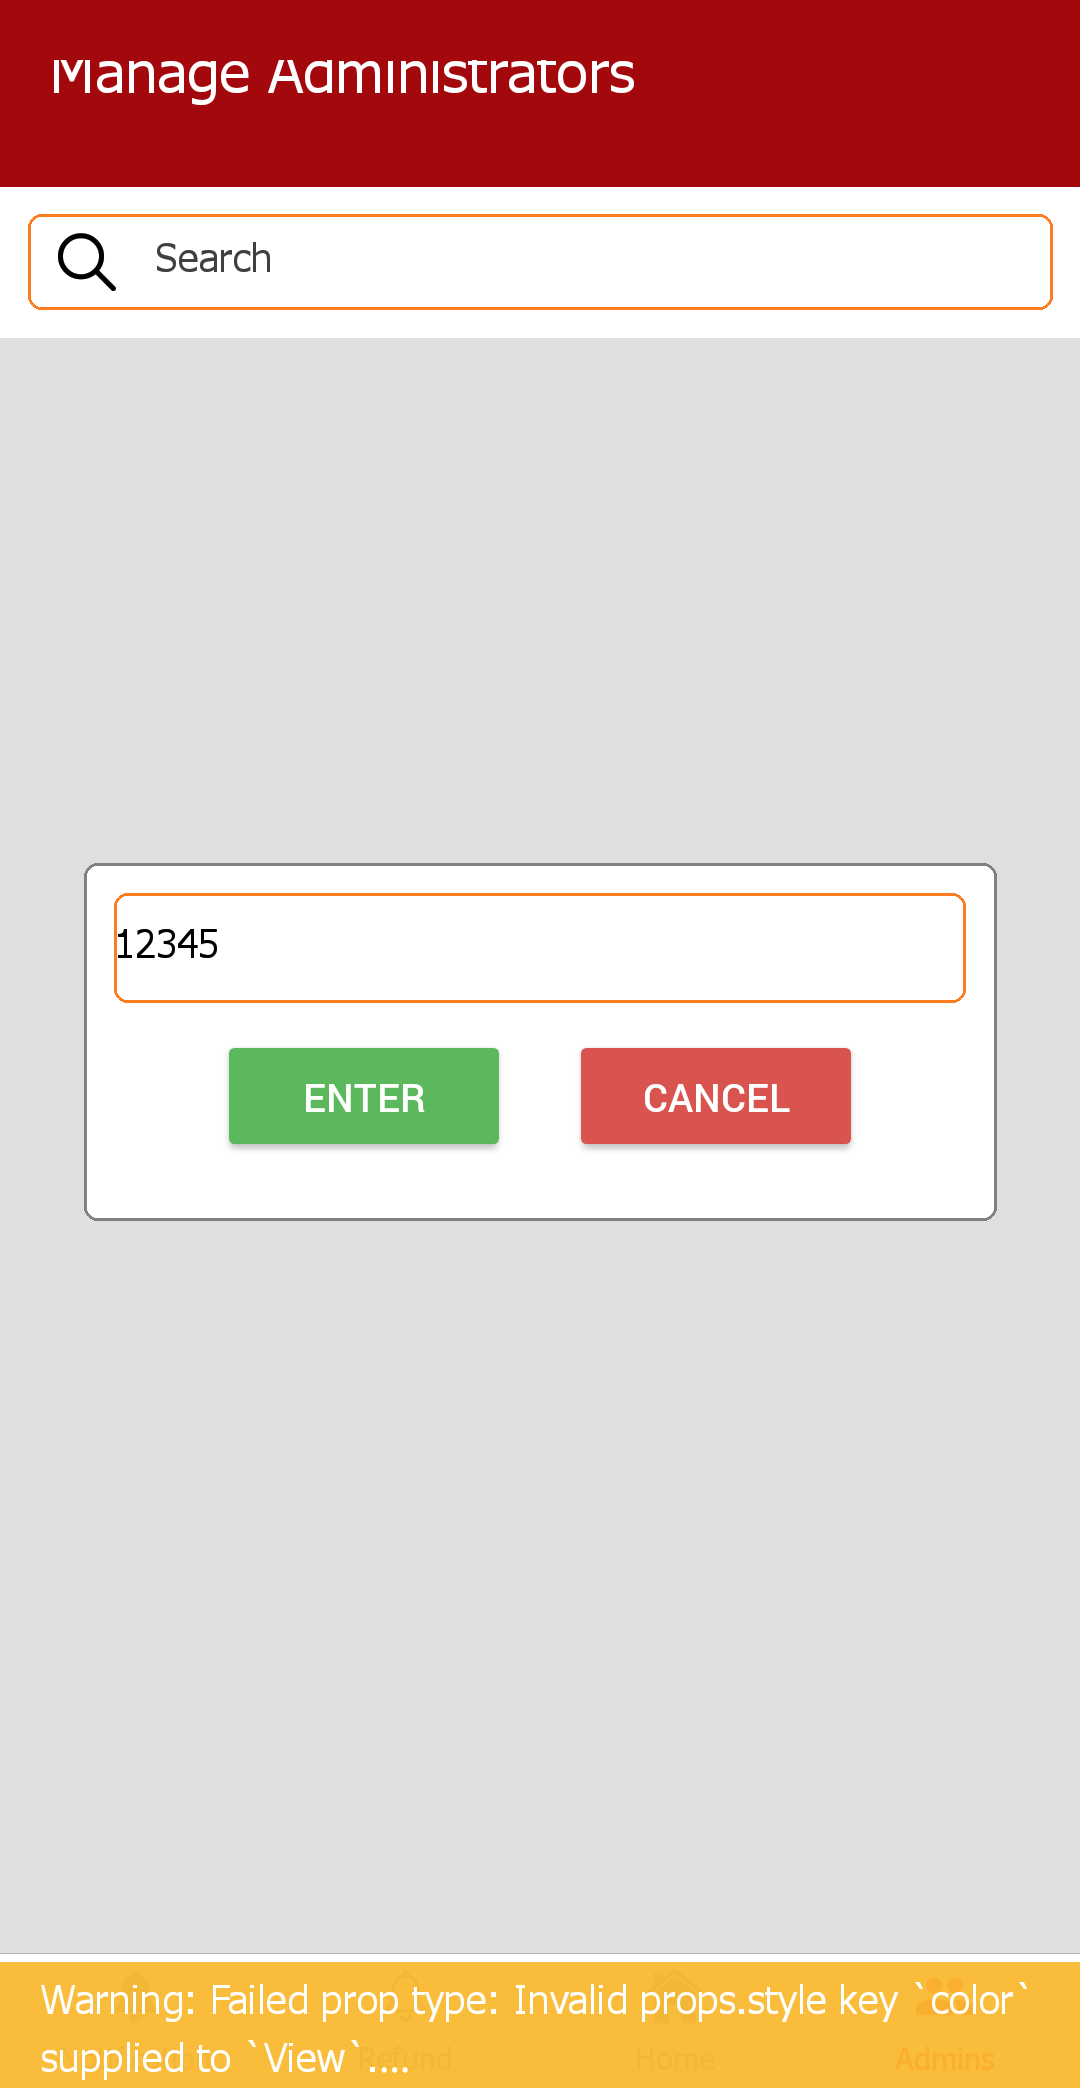 Manage Administrators
Search
12345
ENTER CANCEL
Warning: Failed prop type: Invalid props.style key `color`
supplied to `View`....
Refund Home Admins